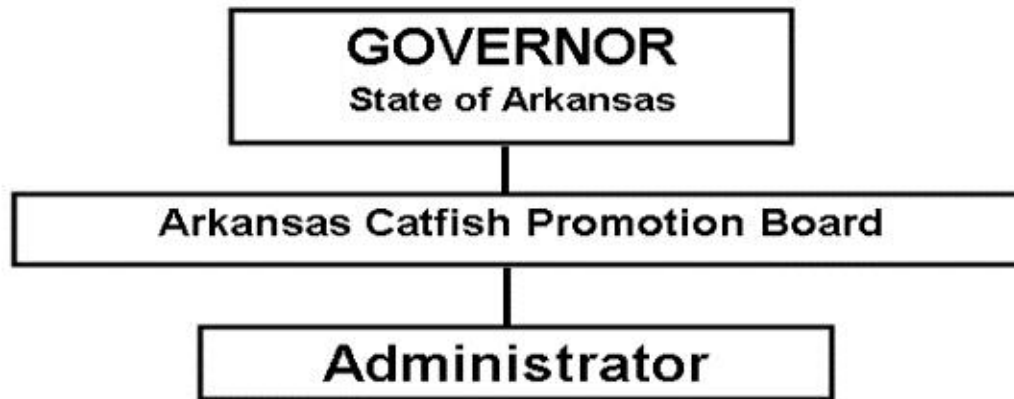 GOVERNOR
State of Arkansas
Arkansas Catfish Promotion Board
Administrator